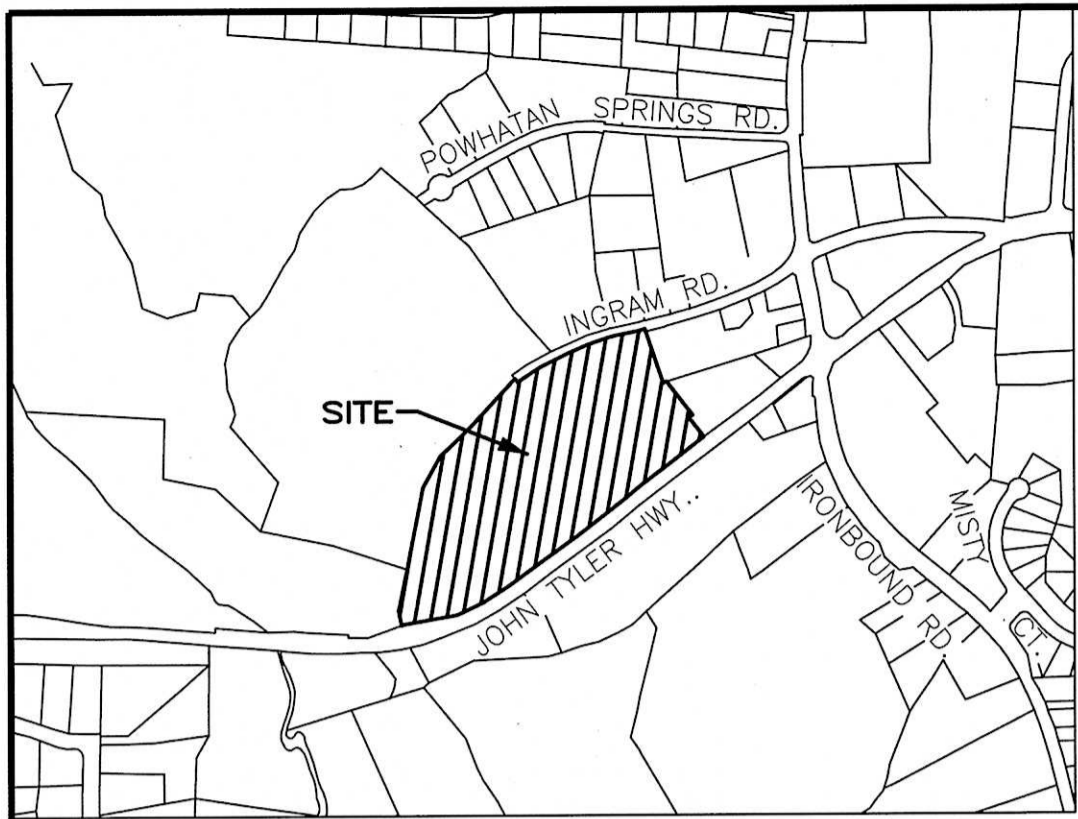 POWHATAN SPRINGS RD.
INGRAM RD.
SITE
JOHN TYLER HWY..
IRONBOUND RD.
MISTY CT.